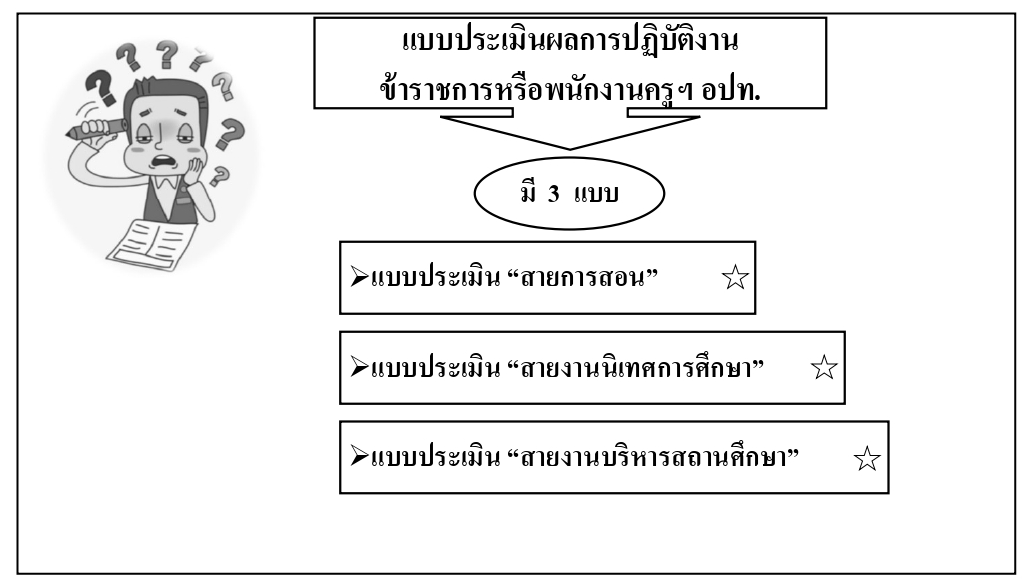 แบบประเมินผลการปฏิบัติงาน
ข้าราชการหรือพนักงานครูฯ อปท.
มี 3 แบบ
➢แบบประเมิน “สายการสอน” ☆
➢แบบประเมิน “สายงานนิเทศการศึกษา” ☆
➢แบบประเมิน “สายงานบริหารสถานศึกษา” ☆